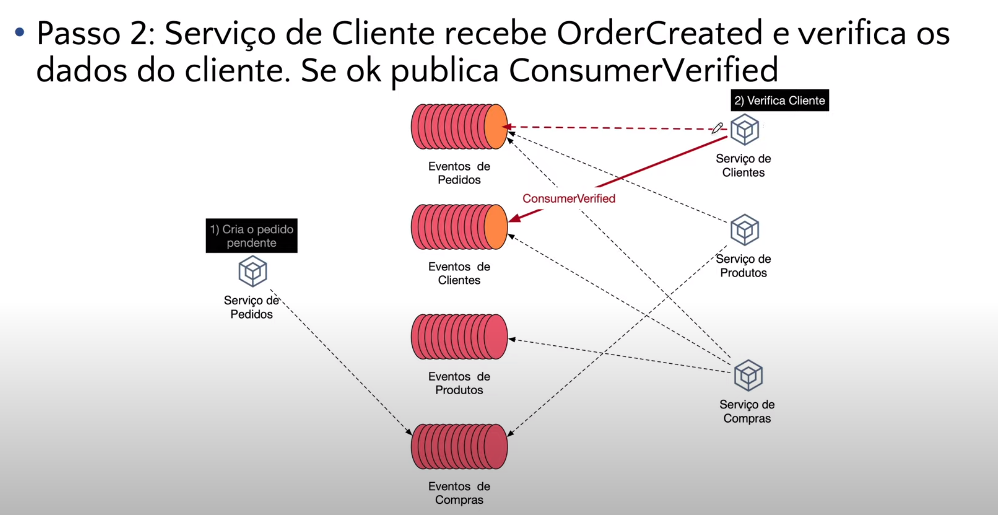 • Passo 2: Serviço de Cliente recebe OrderCreated e verifica os
dados do cliente. Se ok publica ConsumerVerified
2) Verifica Cliente
Eventos de
Pedidos
Serviço de
Clientes
ConsumerVerified
1) Cria o pedido
pendente
Serviço de
Pedidos
Eventos de
Clientes
Serviço de
Produtos
Eventos de
Produtos
Serviço de
Compras
Eventos de
Compras